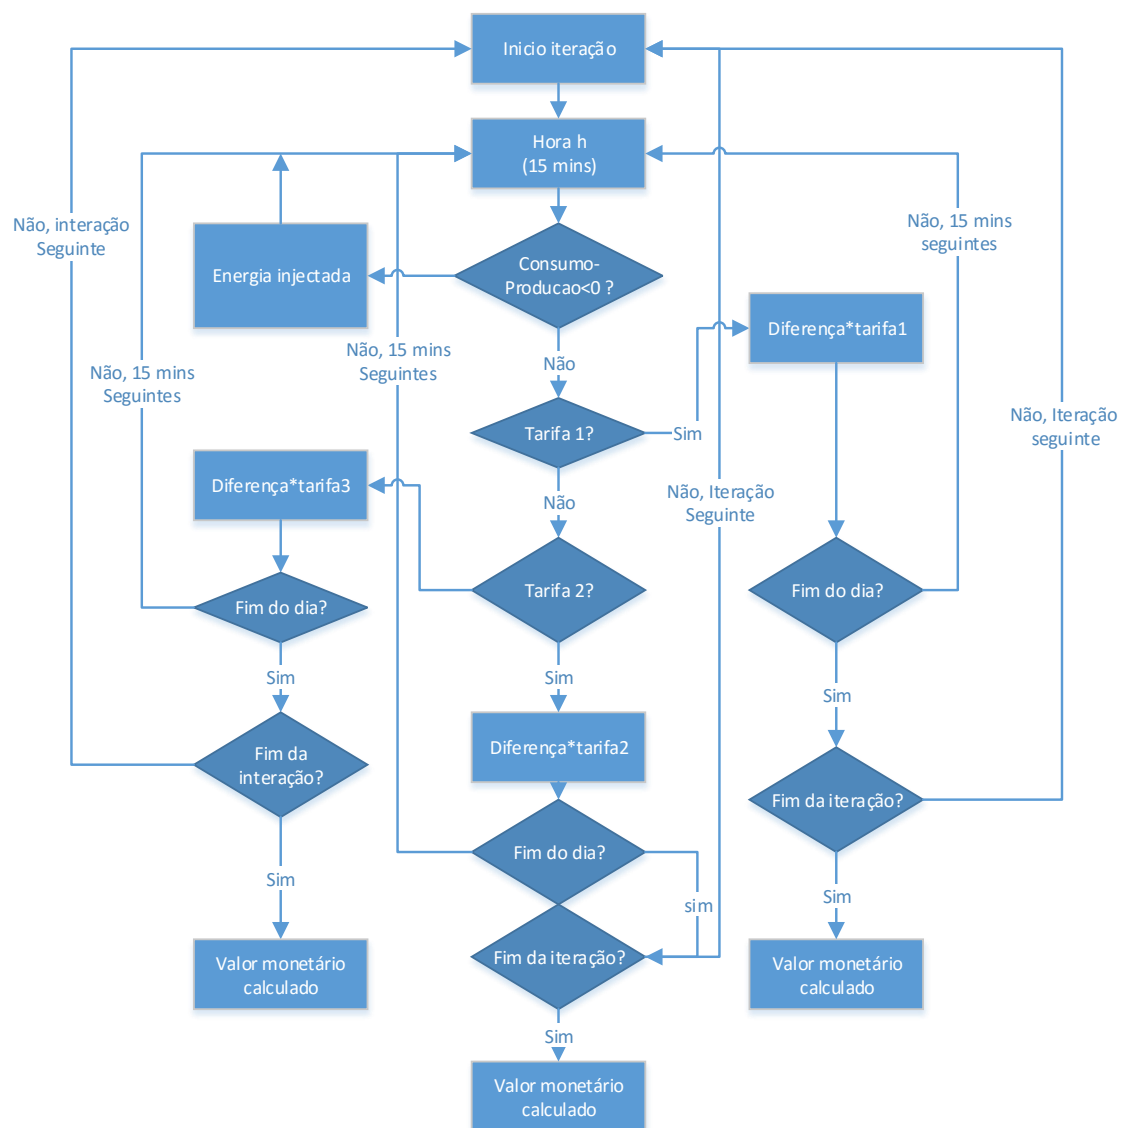 Inicio iteração
Hora h
(15 mins)
Não, interação
Seguinte
Não, 15 mins
seguintes
Energia injectada
Consumo-
Producao<0 ?
Diferença*tarifa1
Não, 15 mins
Seguintes
Não
Não, 15 mins
Seguintes
Não, Iteração
seguinte
Tarifa 1?
Sim
Diferença*tarifa3
Não
Não, Iteração
Seguinte
Tarifa 2?
Fim do dia?
Fim do dia?
Sim
Sim
Sim
Fim da
interação?
Diferença*tarifa2
Fim da iteração?
Fim do dia?
Sim
sim
Sim
Valor monetário
calculado
Fim da iteração?
Valor monetário
calculado
Sim
Valor monetário
calculado